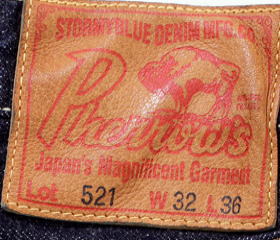 STORMYBLUE DENIM MFG.CO
Pherrow's
Japan's Magnificent Garment
Lot 521 W 32 L 36